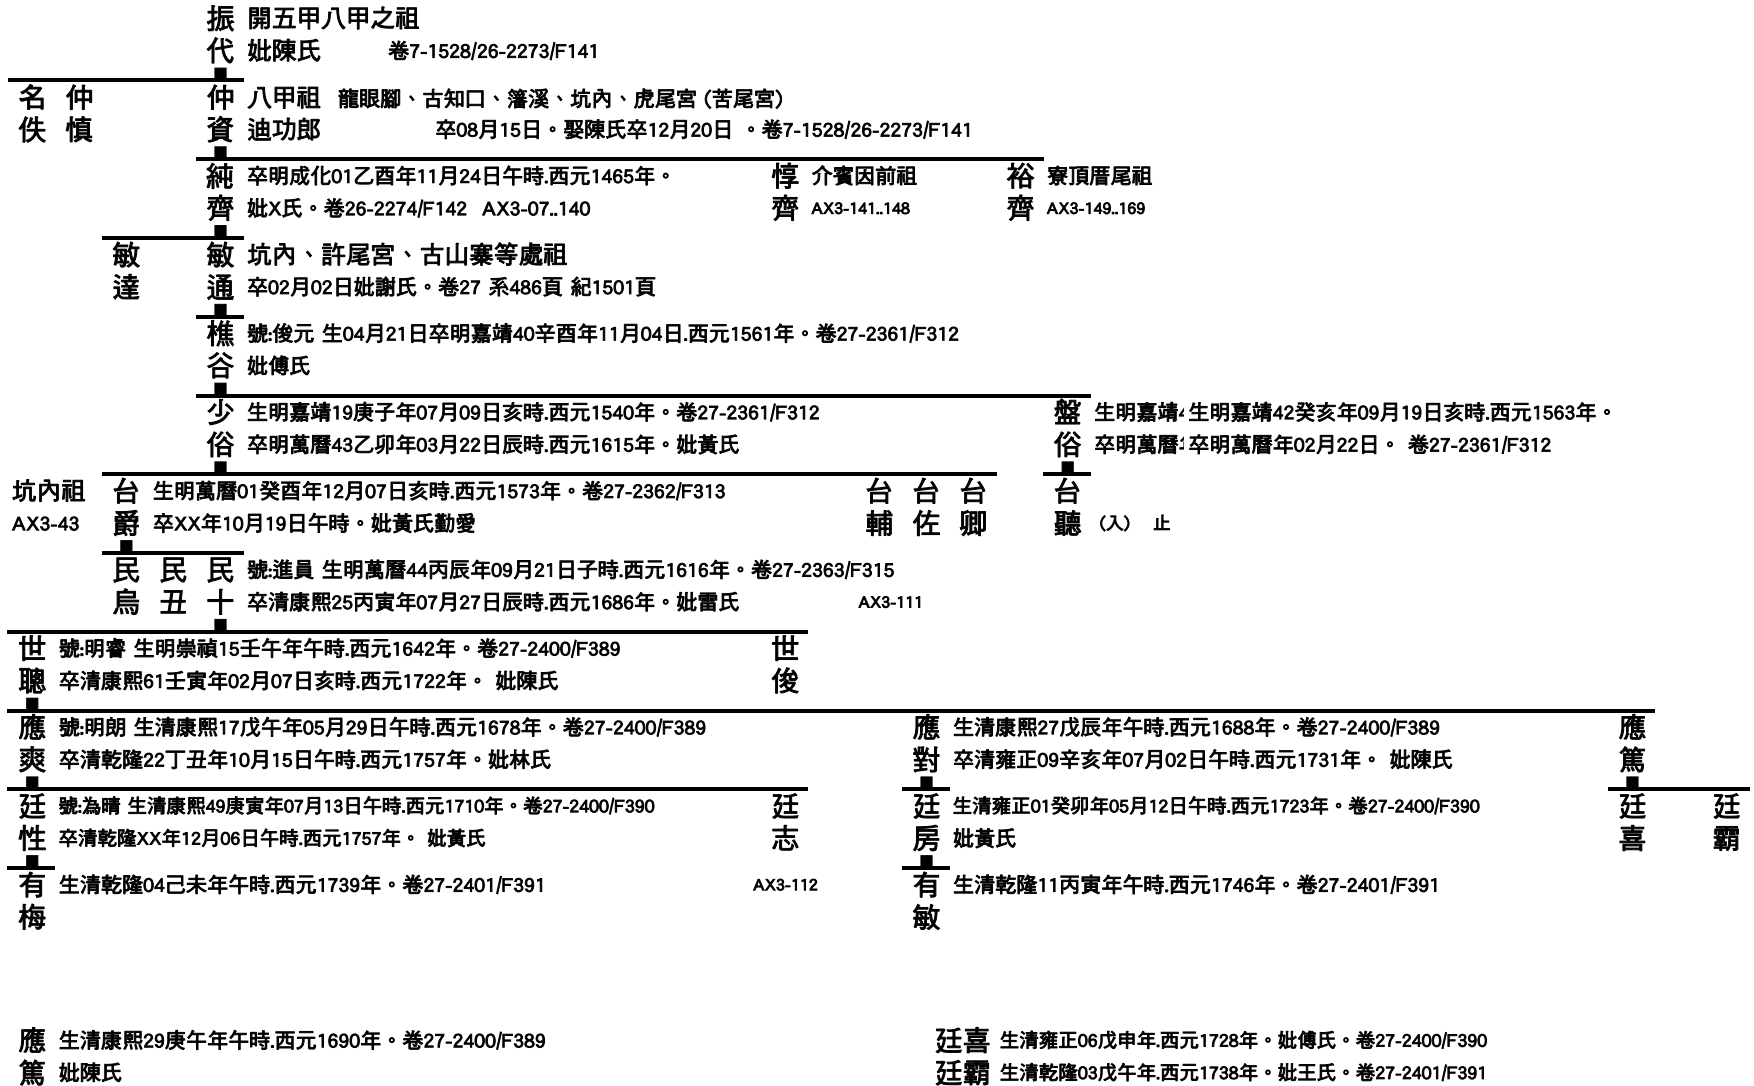 振 開五甲八甲之祖
代 妣陳氏 卷7-1528/26-2273/F141
名 仲 仲 八甲祖 龍眼腳、古知口、籓溪、坑內、虎尾宮 (苦尾宮)
佚 慎 資 迪功郎 卒08月15日。娶陳氏卒12月20日 。卷7-1528/26-2273/F141
純 卒明成化01乙酉年11月24日午時.西元1465年。 惇 介賓因前祖 裕 寮頂厝尾祖
齊 妣X氏。卷26-2274/F142 AX3-07..140 齊 AX3-141..148 齊 AX3-149..169
敏 敏 坑內、許尾宮、古山寨等處祖
達 通 卒02月02日妣謝氏。卷27 系486頁 紀1501頁
樵 號:俊元 生04月21日卒明嘉靖40辛酉年11月04日.西元1561年。卷27-2361/F312
谷 妣傅氏
少 生明嘉靖19庚子年07月09日亥時.西元1540年。卷27-2361/F312 盤 生明嘉靖4 生明嘉靖42癸亥年09月19日亥時.西元1563年。
俗 卒明萬曆43乙卯年03月22日辰時.西元1615年。妣黃氏 俗 卒明萬曆 卒明萬曆年02月22日。 卷27-2361/F312
坑內祖 台 生明萬曆01癸酉年12月07日亥時.西元1573年。卷27-2362/F313 台 台 台 台
AX3-43 爵 卒XX年10月19日午時。妣黃氏勤愛 輔 佐 卿 聽 (入) 止
民 民 民 號:進員 生明萬曆44丙辰年09月21日子時.西元1616年。卷27-2363/F315
烏 丑 十 卒清康熙25丙寅年07月27日辰時.西元1686年。妣雷氏 AX3-111
世 號:明睿 生明崇禎15壬午年午時.西元1642年。卷27-2400/F389 世
聰 卒清康熙61壬寅年02月07日亥時.西元1722年。 妣陳氏 俊
應 號:明朗 生清康熙17戊午年05月29日午時.西元1678年。卷27-2400/F389 應 生清康熙27戊辰年午時.西元1688年。卷27-2400/F389 應
爽 卒清乾隆22丁丑年10月15日午時.西元1757年。妣林氏 對 卒清雍正09辛亥年07月02日午時.西元1731年。 妣陳氏 篤
廷 號:為晴 生清康熙49庚寅年07月13日午時.西元1710年。卷27-2400/F390 廷 廷 生清雍正01癸卯年05月12日午時.西元1723年。卷27-2400/F390 廷 廷
性 卒清乾隆XX年12月06日午時.西元1757年。 妣黃氏 志 房 妣黃氏 喜 霸
有 生清乾隆04己未年午時.西元1739年。卷27-2401/F391 AX3-112 有 生清乾隆11丙寅年午時.西元1746年。卷27-2401/F391
梅 敏
應 生清康熙29庚午年午時.西元1690年。卷27-2400/F389 廷喜 生清雍正06戊申年.西元1728年。妣傅氏。卷27-2400/F390
篤 妣陳氏 廷霸 生清乾隆03戊午年.西元1738年。妣王氏。卷27-2401/F391